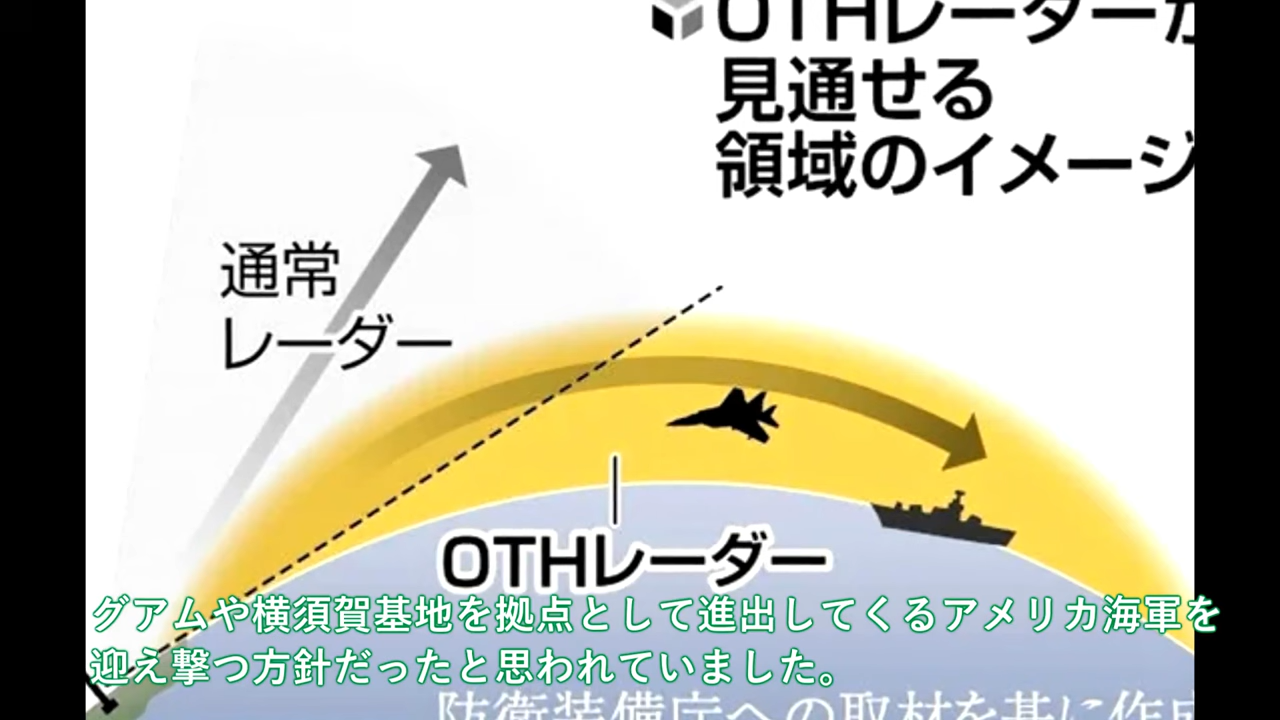 OTHレーダーが
見通せる
領域のイメージ
通常
レーダー
OTHレーダー
グアムや横須賀基地を拠点として進出してくるアメリカ海軍を
迎え撃つ方針だったと思われていました。
防衛装備庁への取材を基に作成